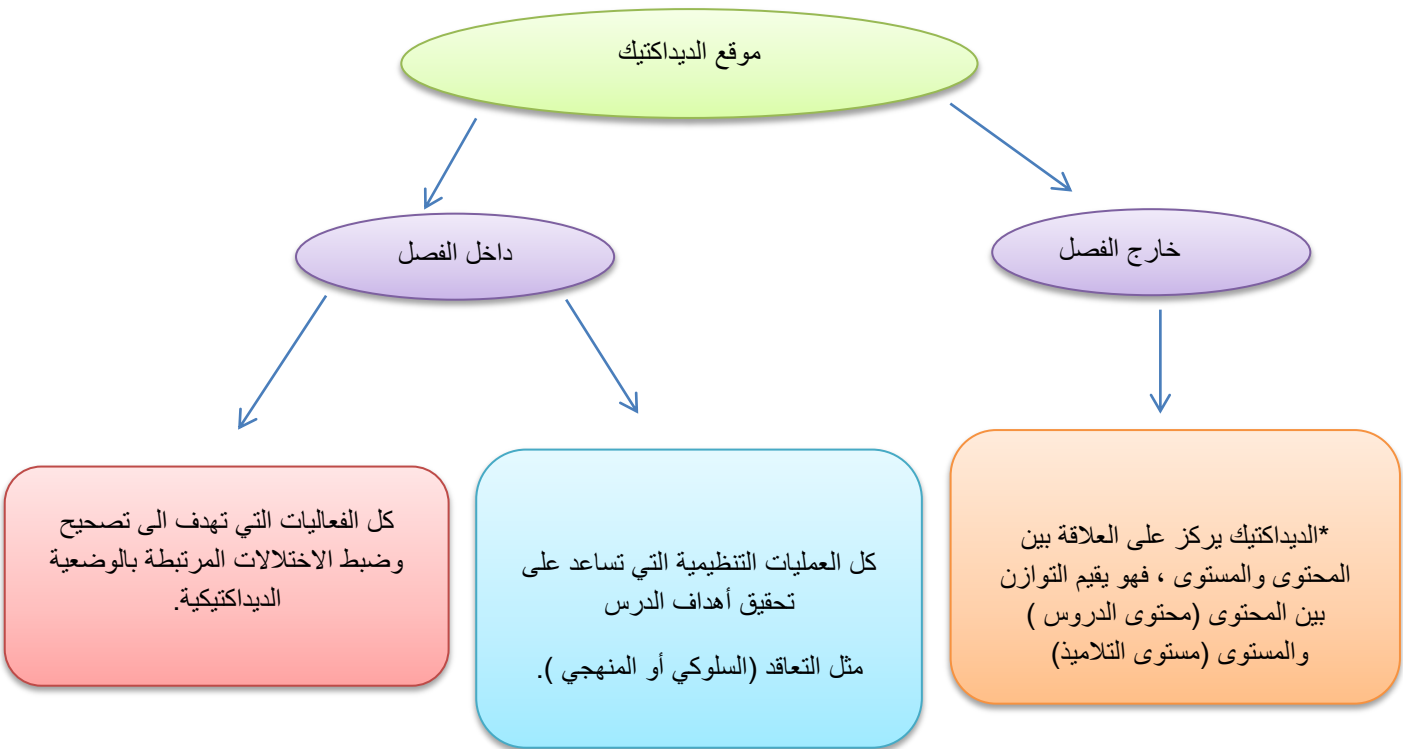 موقع الديداكتيك
خارج الفصل
داخل الفصل
*الديداكتيك يركز على العلاقة بين
المحتوى والمستوى ، فهو يقيم التوازن
بين المحتوى (محتوى الدروس )
والمستوى (مستوى التلاميذ)
كل العمليات التنظيمية التي تساعد على
تحقيق أهداف الدرس
مثل التعاقد (السلوكي أو المنهجي ).
كل الفعاليات التي تهدف الى تصحيح
وضبط الاختلالات المرتبطة بالوضعية
الديداكتيكية.